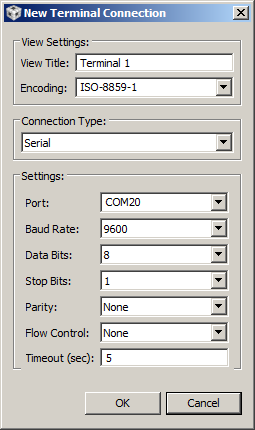 New Terminal Connection
View Settings:
View Title: Terminal 1
Encoding: ISO-8859-1
Connection Type:
Serial
Settings:
Port: COM20
Baud Rate: 9600
Data Bits: 8
Stop Bits: 1
Parity: None
Flow Control: None
Timeout (sec): 5
OK Cancel